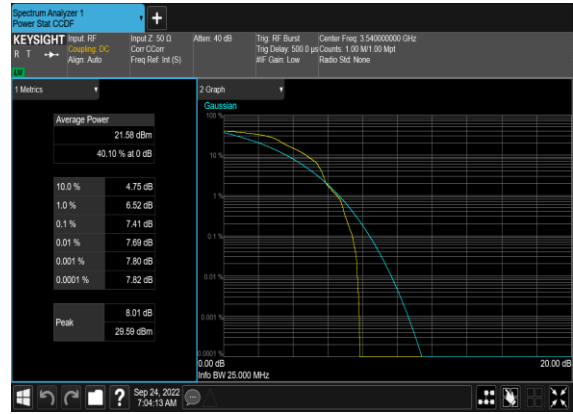 Spectrum Analyzer 1
Power Stat CCDF
+
KEYSIGHT
R T
LXI
Input: RF
Coupling: DC
Align: Auto
Input Z: 50 Ω
Corr CCorr
Freq Ref: Int (S)
Atten: 40 dB
Trig: RF Burst
Trig Delay: 500.0 µs
#IF Gain: Low
Center Freq: 3.540000000 GHz
Counts: 1.00 M/1.00 Mpt
Radio Std: None
1 Metrics
Average Power
21.58 dBm
40.10 % at 0 dB
10.0 % 4.75 dB
1.0 % 6.52 dB
0.1 % 7.41 dB
0.01 % 7.69 dB
0.001 % 7.80 dB
0.0001 % 7.82 dB
Peak 8.01 dB
29.59 dBm
2 Graph
Gaussian
100 %
10 %
1 %
0.1 %
0.01 %
0.001 %
0.0001 %
0.00 dB 20.00 dB
Info BW 25.000 MHz
?
Sep 24, 2022
7:04:13 AM